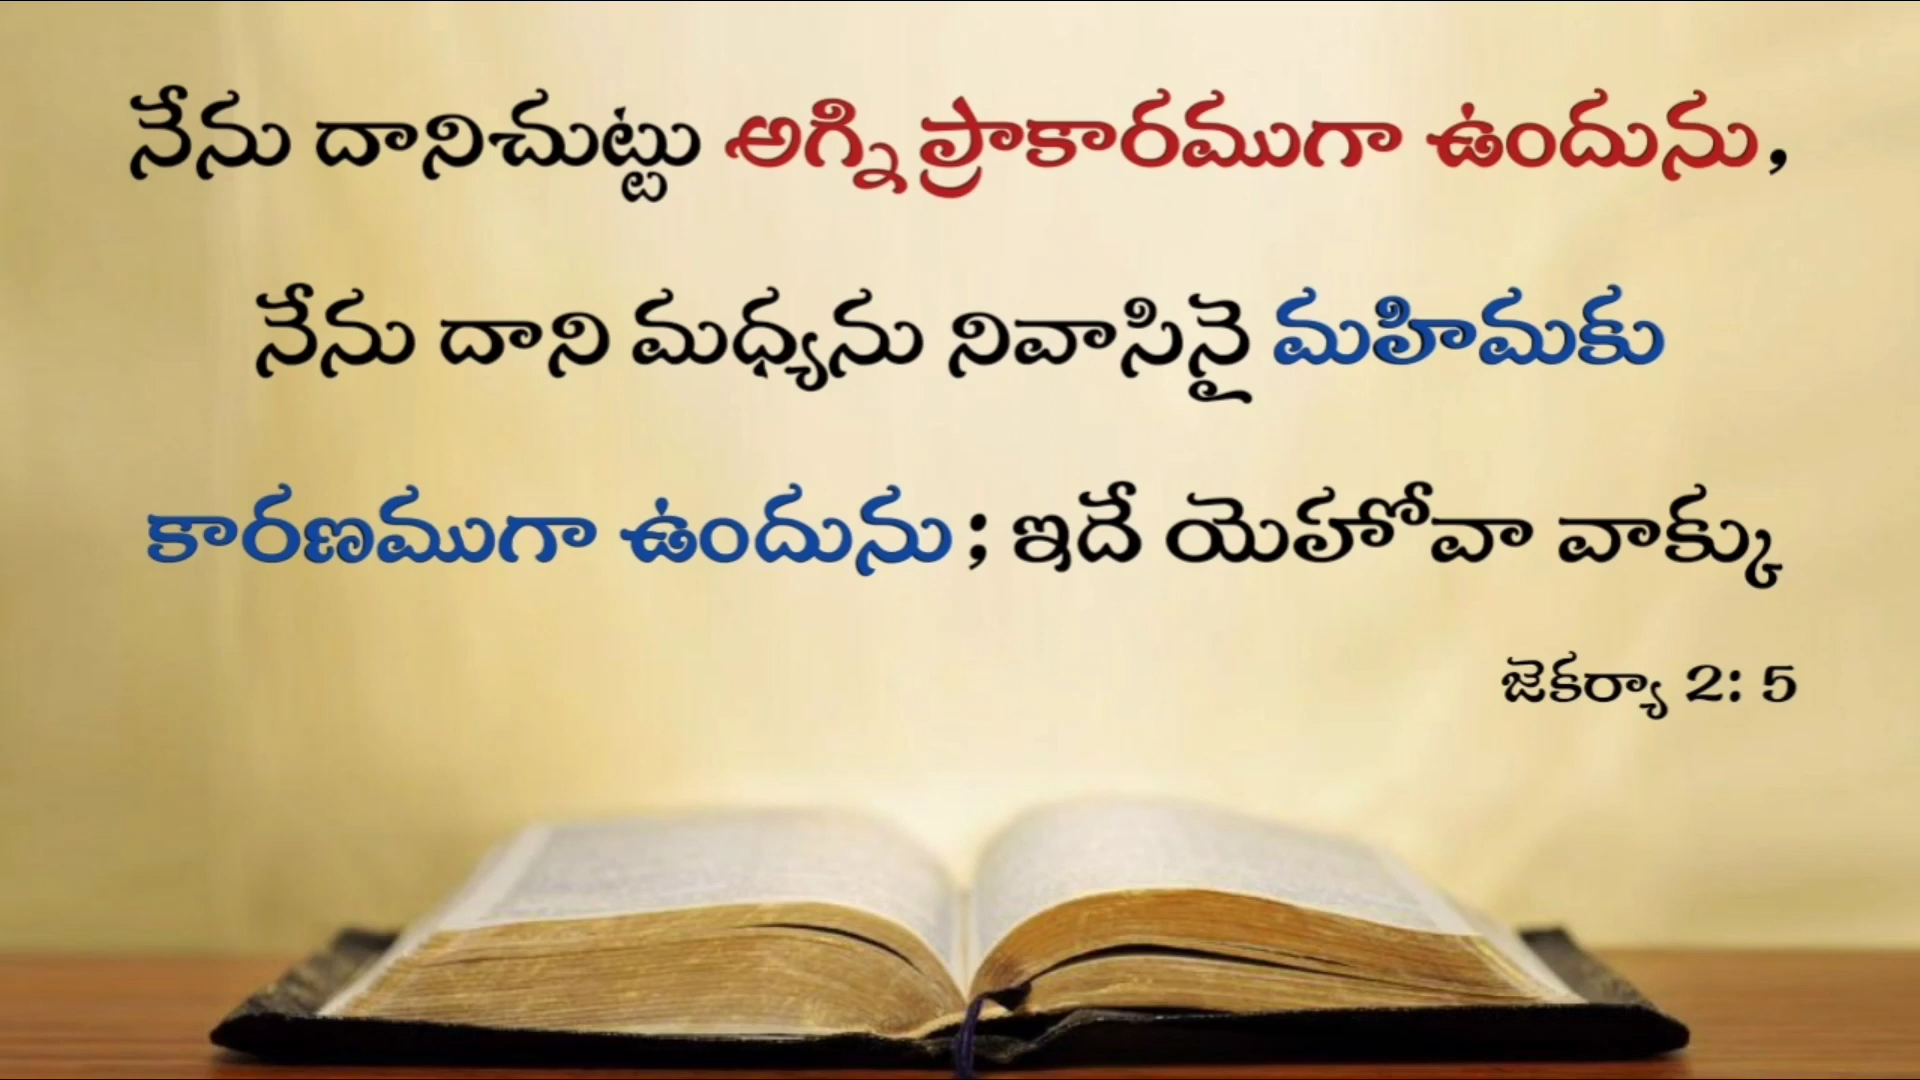 నేను దానిచుట్టు అగ్ని ప్రాకారముగా ఉందును,
నేను దాని మధ్యను నివాసినై మహిమకు
కారణముగా ఉందును; ఇదే యెహోవా వాక్కు
జెకర్యా 2: 5